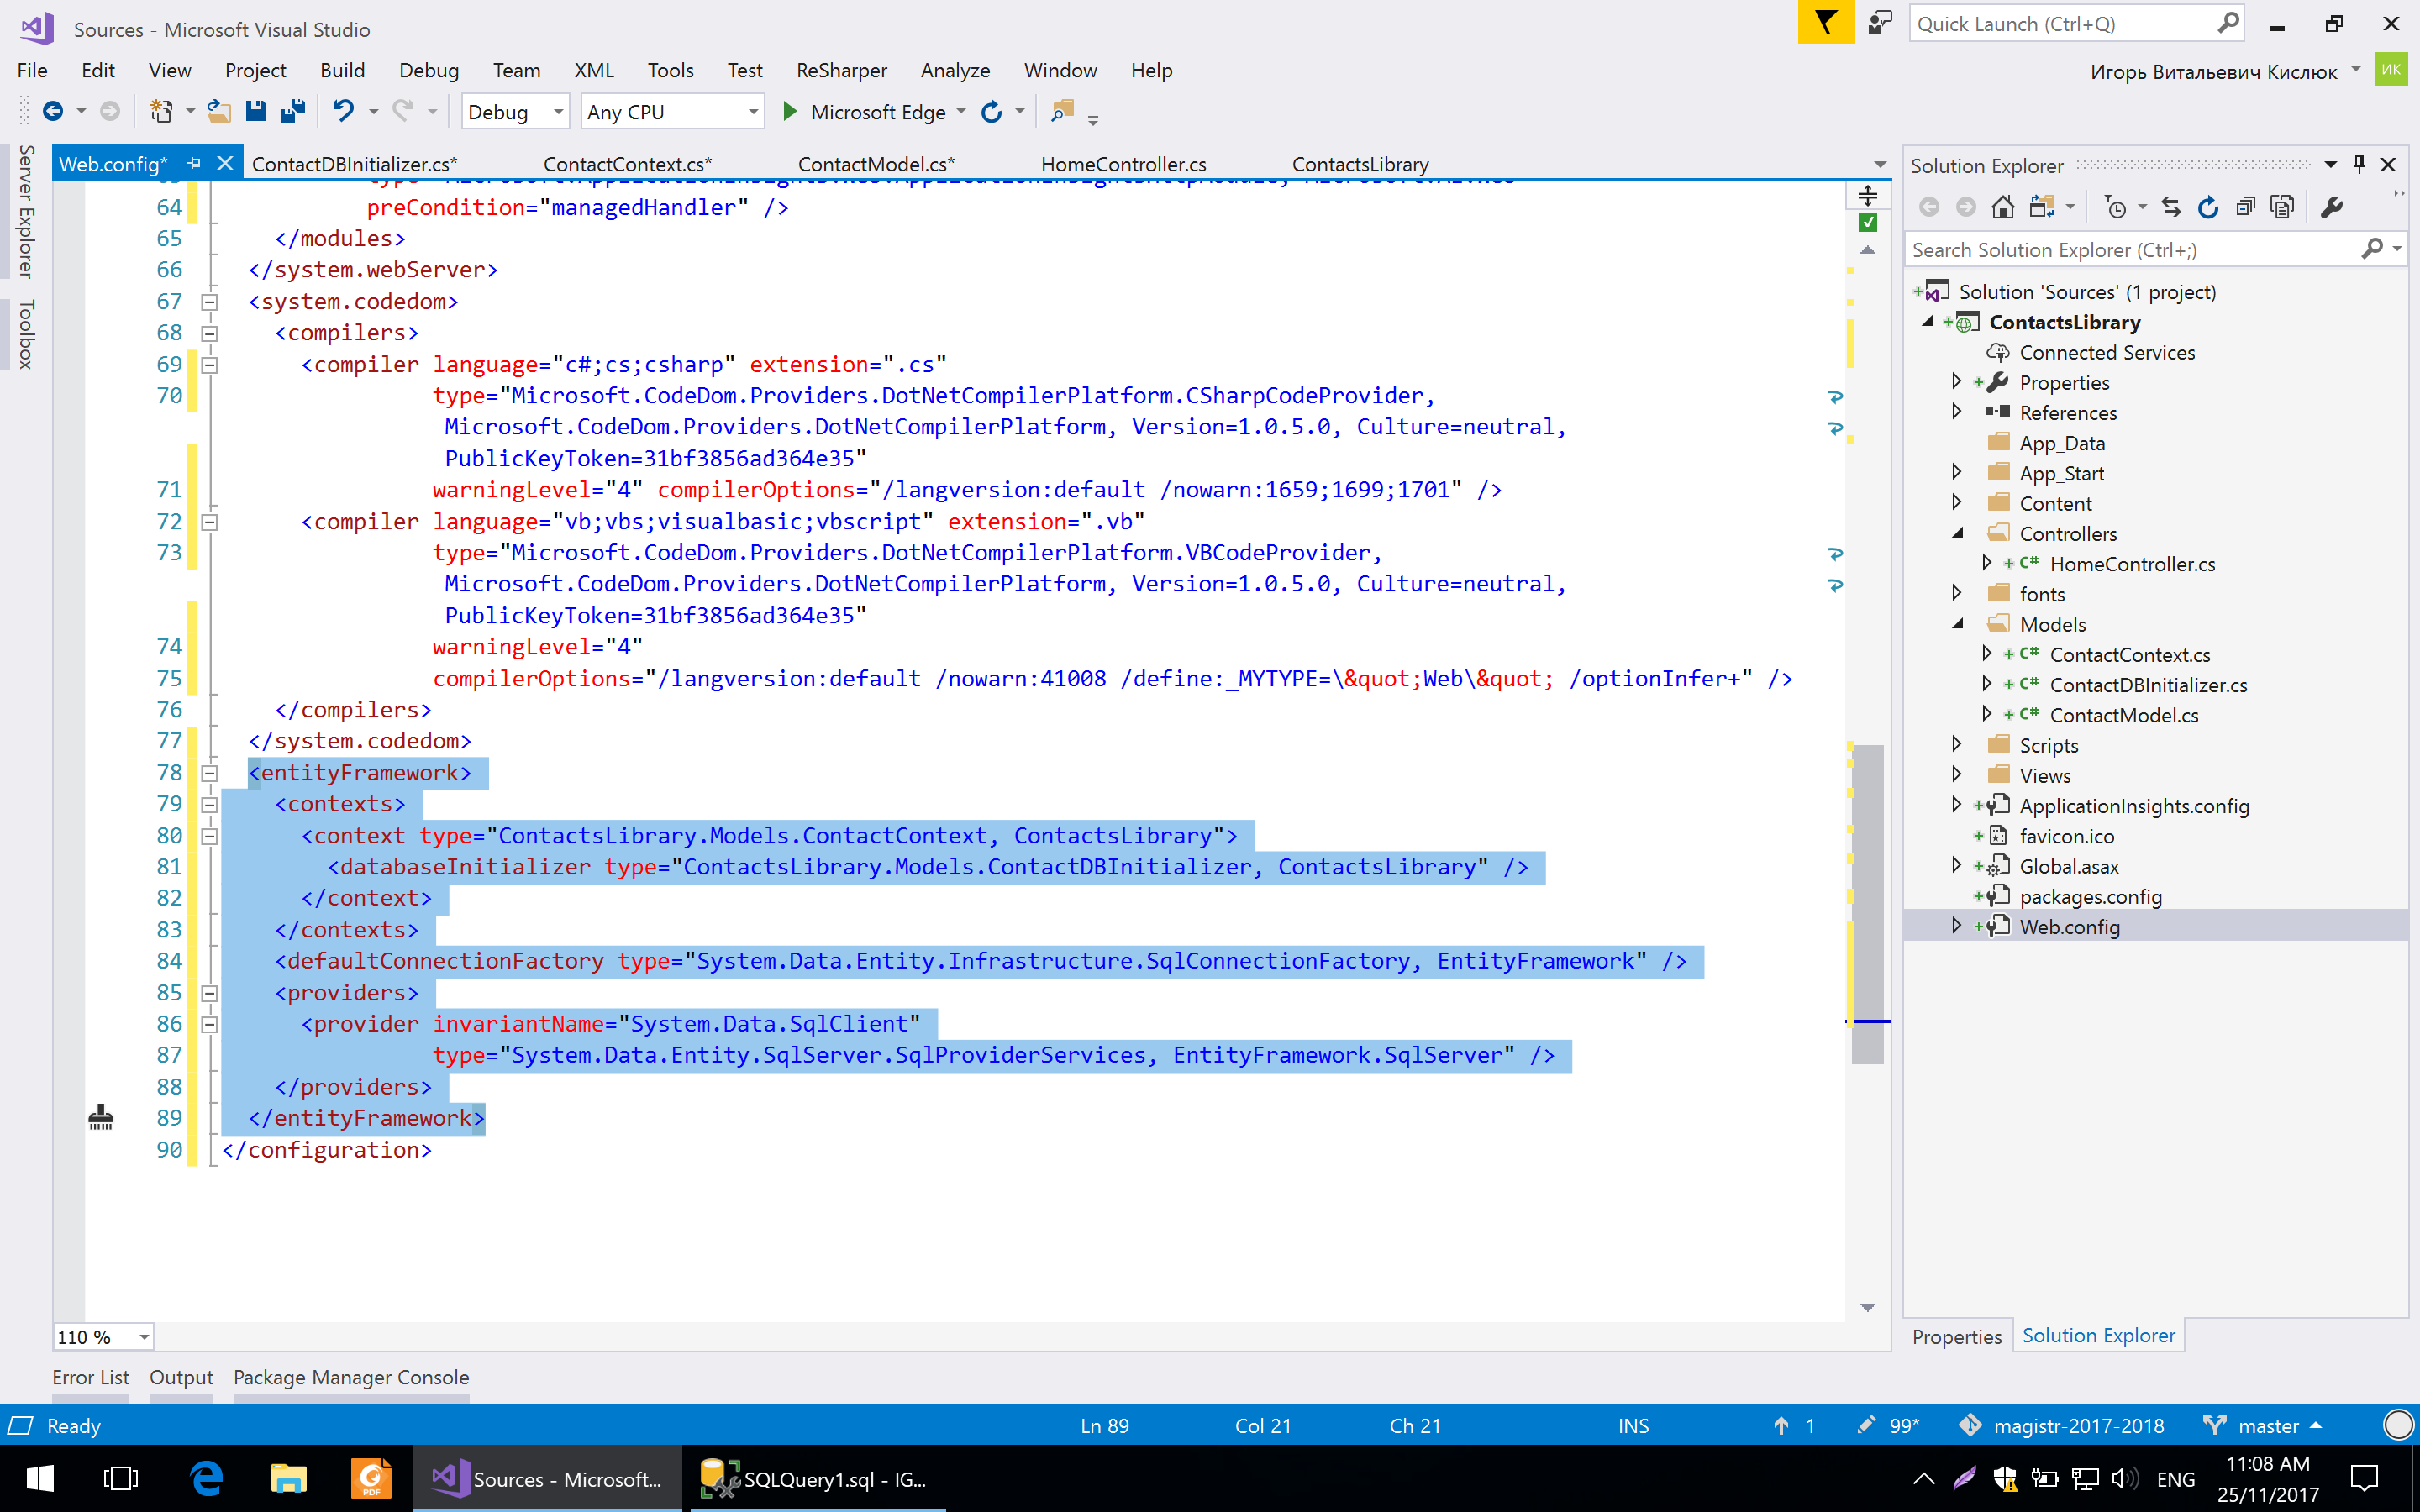 Sources - Microsoft Visual Studio
Quick Launch (Ctrl+Q)
File Edit View Project Build Debug Team XML Tools Test ReSharper Analyze Window Help
Игорь Витальевич Кислюк
ИК
Debug Any CPU Microsoft Edge
Server Explorer
Toolbox
Web.config* ContactDBInitializer.cs* ContactContext.cs* ContactModel.cs* HomeController.cs ContactsLibrary
64 preCondition="managedHandler" />
65 </modules>
66 </system.webServer>
67 <system.codedom>
68 <compilers>
69 <compiler language="c#;cs;csharp" extension=".cs"
70 type="Microsoft.CodeDom.Providers.DotNetCompilerPlatform.CSharpCodeProvider,
Microsoft.CodeDom.Providers.DotNetCompilerPlatform, Version=1.0.5.0, Culture=neutral,
PublicKeyToken=31bf3856ad364e35"
71 warningLevel="4" compilerOptions="/langversion:default /nowarn:1659;1699;1701" />
72 <compiler language="vb;vbs;visualbasic;vbscript" extension=".vb"
73 type="Microsoft.CodeDom.Providers.DotNetCompilerPlatform.VBCodeProvider,
Microsoft.CodeDom.Providers.DotNetCompilerPlatform, Version=1.0.5.0, Culture=neutral,
PublicKeyToken=31bf3856ad364e35"
74 warningLevel="4"
75 compilerOptions="/langversion:default /nowarn:41008 /define:_MYTYPE=\&quot;Web\&quot; /optionInfer+" />
76 </compilers>
77 </system.codedom>
78 <entityFramework>
79 <contexts>
80 <context type="ContactsLibrary.Models.ContactContext, ContactsLibrary">
81 <databaseInitializer type="ContactsLibrary.Models.ContactDBInitializer, ContactsLibrary" />
82 </context>
83 </contexts>
84 <defaultConnectionFactory type="System.Data.Entity.Infrastructure.SqlConnectionFactory, EntityFramework" />
85 <providers>
86 <provider invariantName="System.Data.SqlClient"
87 type="System.Data.Entity.SqlServer.SqlProviderServices, EntityFramework.SqlServer" />
88 </providers>
89 </entityFramework>
90 </configuration>
110 %
Solution Explorer
Search Solution Explorer (Ctrl+;)
Solution 'Sources' (1 project)
ContactsLibrary
Connected Services
Properties
References
App_Data
App_Start
Content
Controllers
C# HomeController.cs
fonts
Models
C# ContactContext.cs
C# ContactDBInitializer.cs
C# ContactModel.cs
Scripts
Views
ApplicationInsights.config
favicon.ico
Global.asax
packages.config
Web.config
Properties Solution Explorer
Error List Output Package Manager Console
Ready Ln 89 Col 21 Ch 21 INS 1 99* magistr-2017-2018 master
PDF
Sources - Microsoft... SQLQuery1.sql - IG...
ENG
11:08 AM
25/11/2017